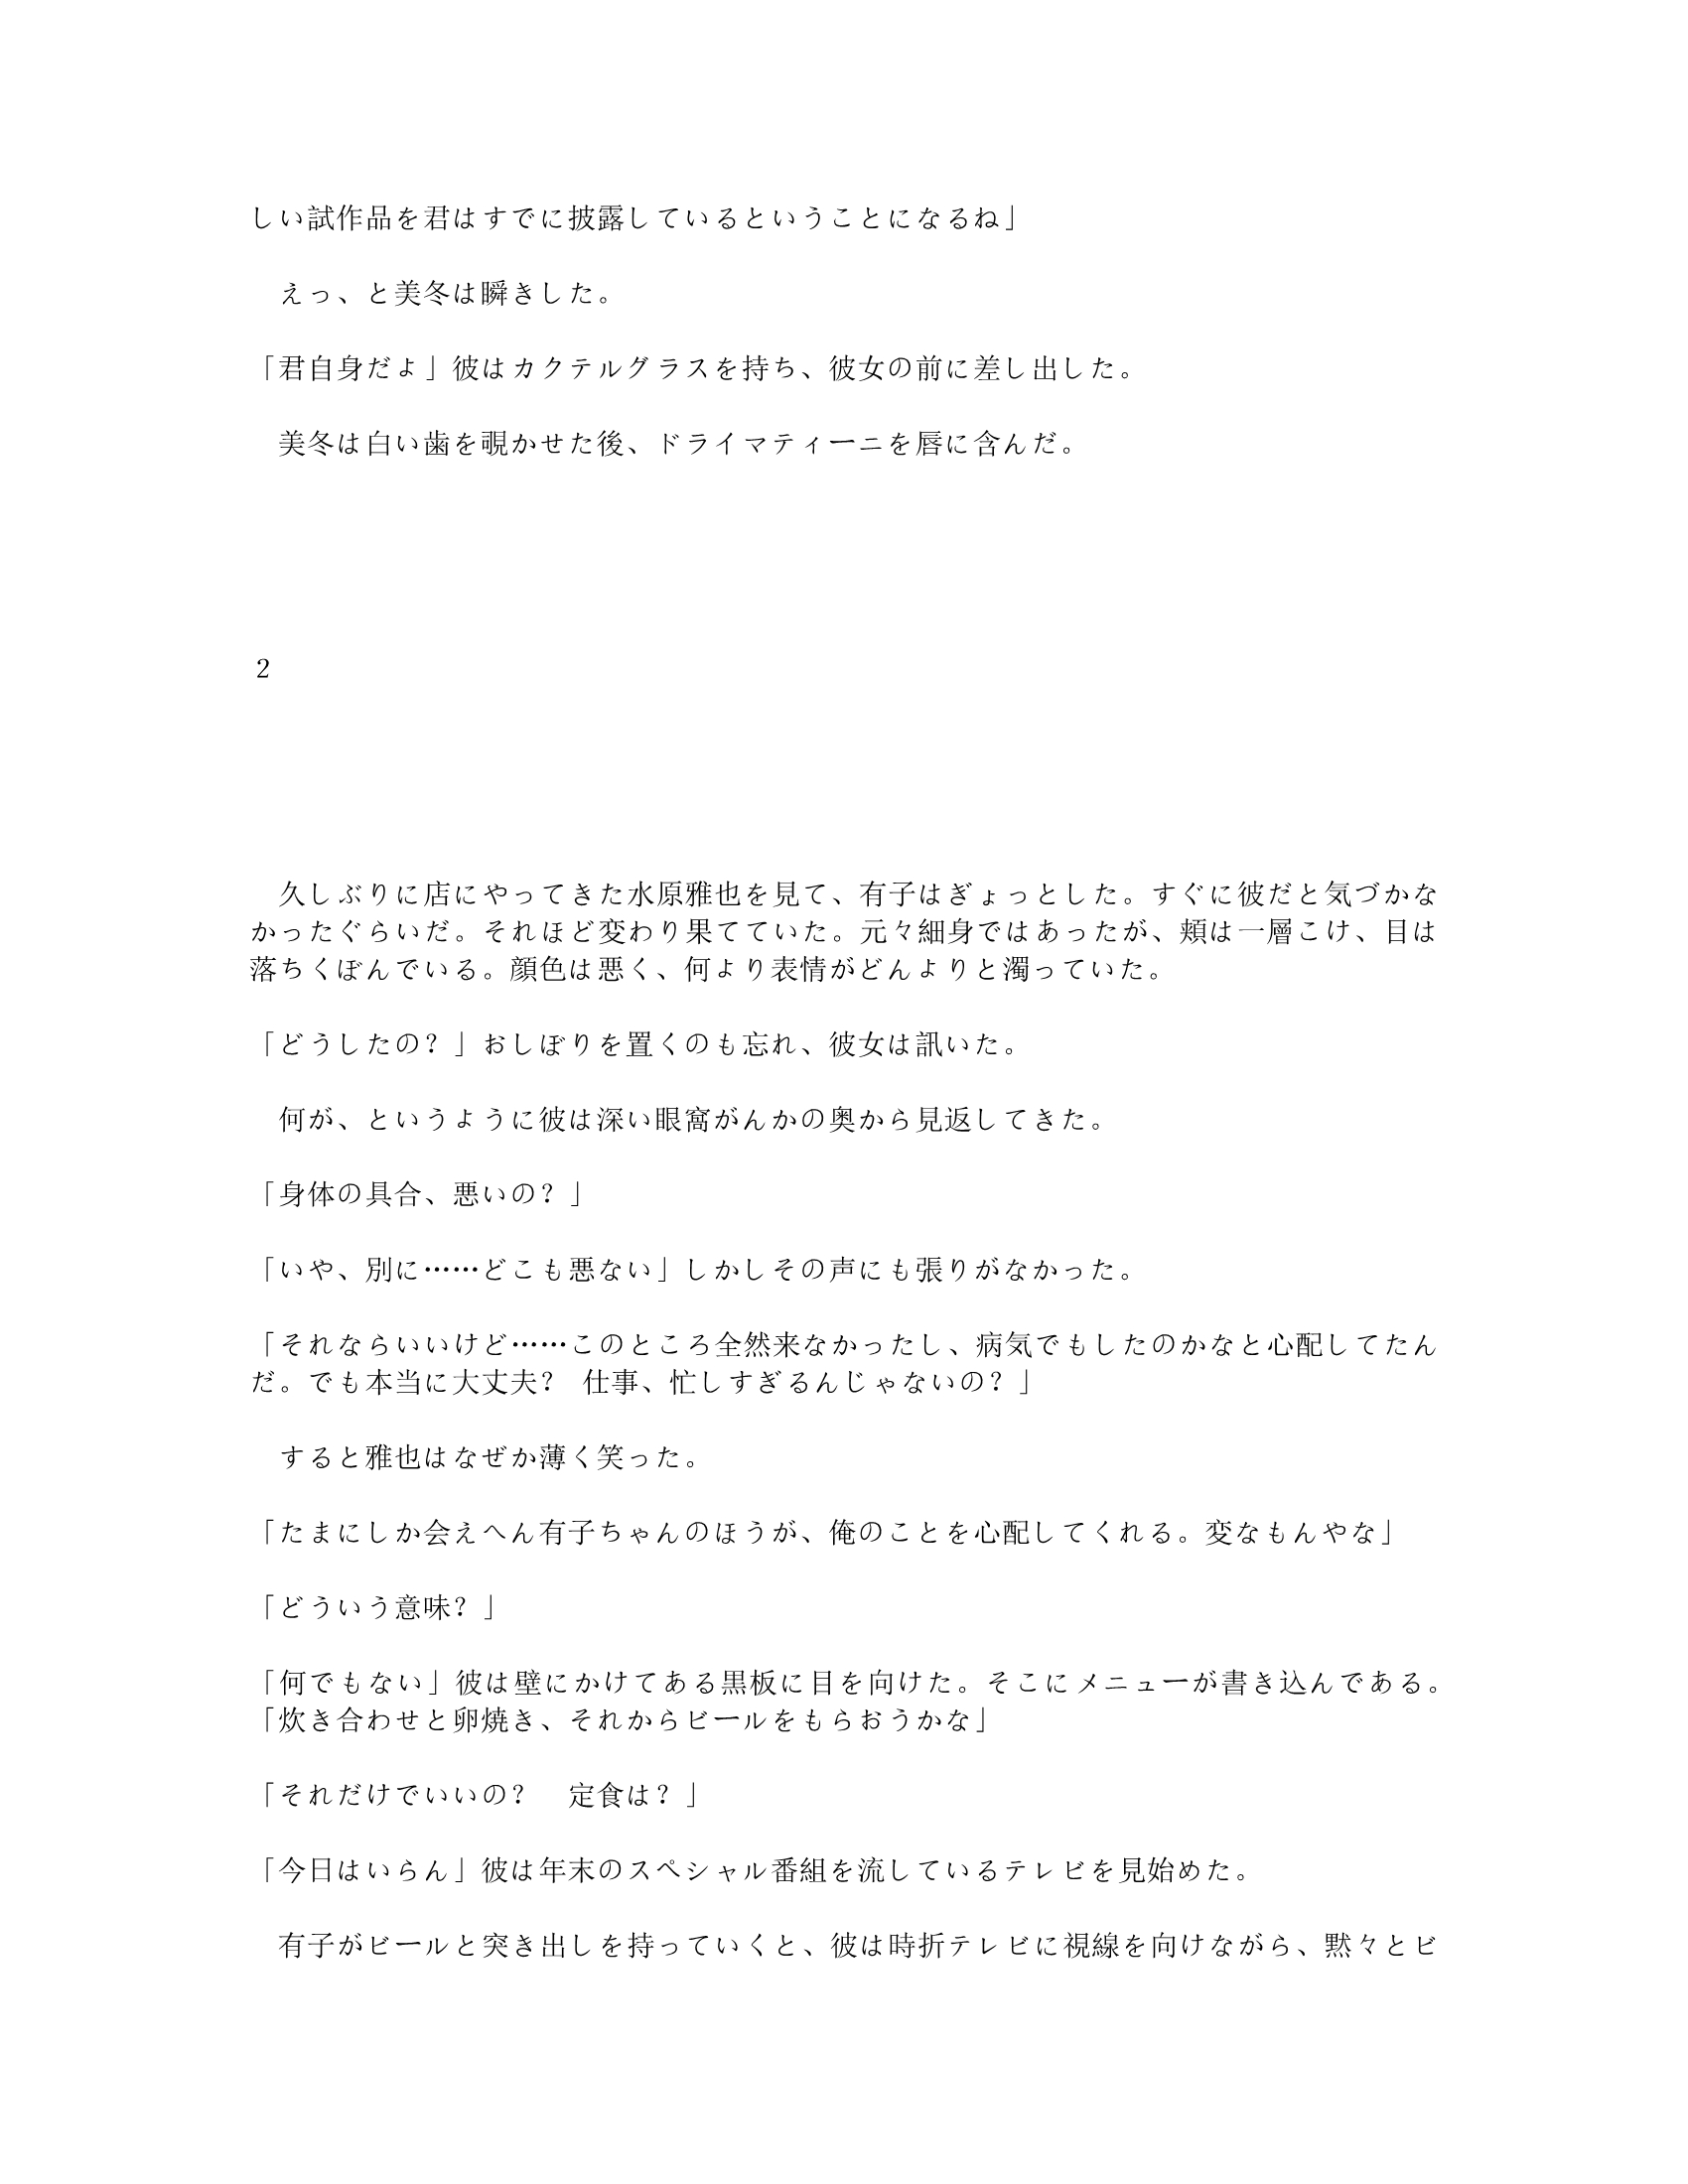 しい試作品を君はすでに披露しているということになるね」
　えっ、と美冬は瞬きした。
「君自身だよ」彼はカクテルグラスを持ち、彼女の前に差し出した。
　美冬は白い歯を覗かせた後、ドライマティーニを唇に含んだ。
2
　久しぶりに店にやってきた水原雅也を見て、有子はぎょっとした。すぐに彼だと気づかな
かったぐらいだ。それほど変わり果てていた。元々細身ではあったが、頬は一層こけ、目は
落ちくぼんでいる。顔色は悪く、何より表情がどんよりと濁っていた。
「どうしたの？」おしぼりを置くのも忘れ、彼女は訊いた。
　何が、というように彼は深い眼窩がんかの奥から見返してきた。
「身体の具合、悪いの？」
「いや、別に……どこも悪ない」しかしその声にも張りがなかった。
「それならいいけど……このところ全然来なかったし、病気でもしたのかなと心配してたん
だ。でも本当に大丈夫？　仕事、忙しすぎるんじゃないの？」
　すると雅也はなぜか薄く笑った。
「たまにしか会えへん有子ちゃんのほうが、俺のことを心配してくれる。変なもんやな」
「どういう意味？」
「何でもない」彼は壁にかけてある黒板に目を向けた。そこにメニューが書き込んである。
「炊き合わせと卵焼き、それからビールをもらおうかな」
「それだけでいいの？　定食は？」
「今日はいらん」彼は年末のスペシャル番組を流しているテレビを見始めた。
　有子がビールと突き出しを持っていくと、彼は時折テレビに視線を向けながら、黙々とビ